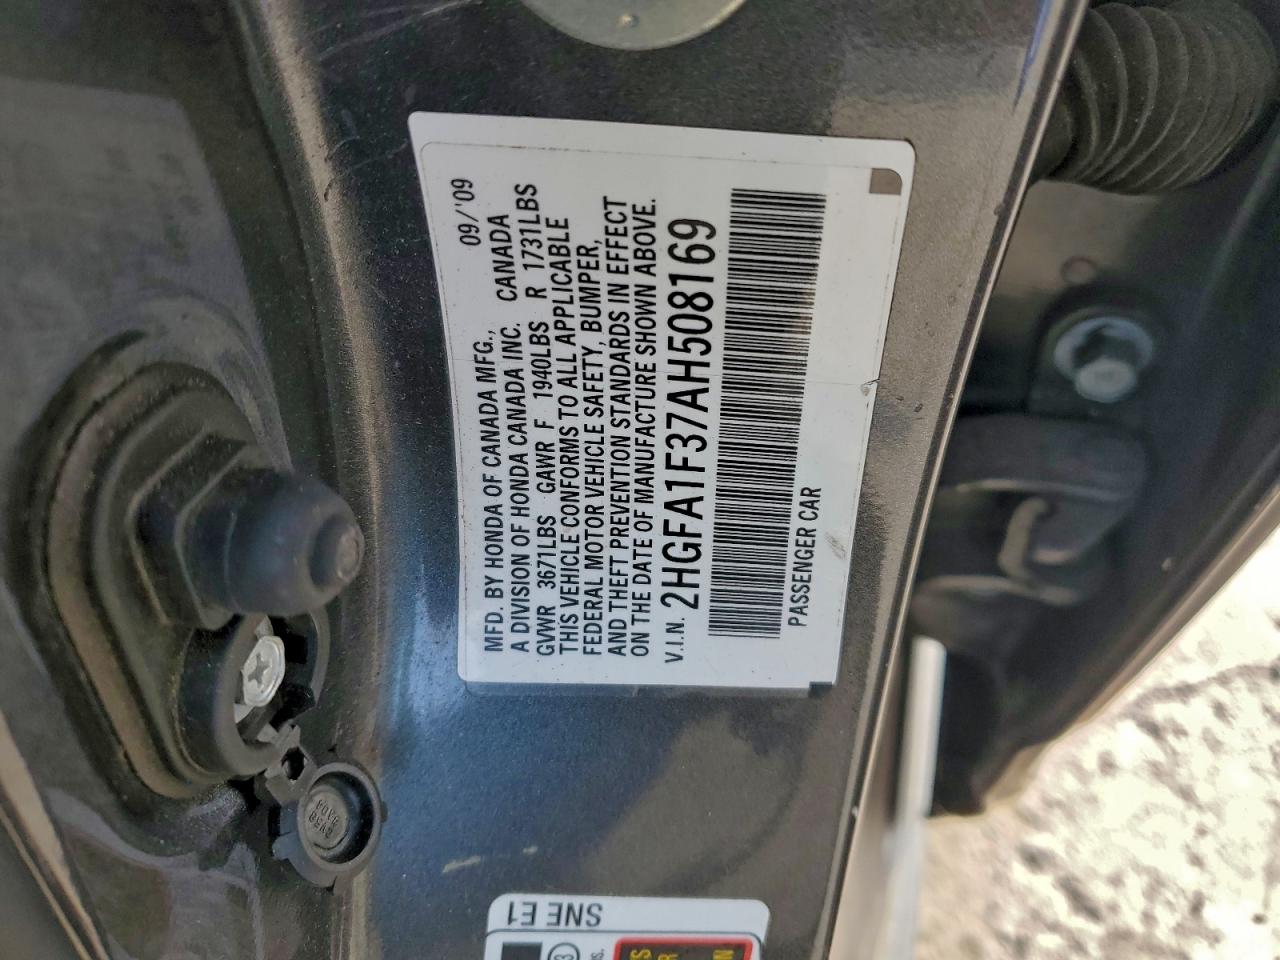 09/'09
MFD. BY HONDA OF CANADA MFG.,
A DIVISION OF HONDA CANADA INC. CANADA
GVWR 3671LBS GAWR F 1940LBS R 1731LBS
THIS VEHICLE CONFORMS TO ALL APPLICABLE
FEDERAL MOTOR VEHICLE SAFETY, BUMPER,
AND THEFT PREVENTION STANDARDS IN EFFECT
ON THE DATE OF MANUFACTURE SHOWN ABOVE.
V.I.N. 2HGFA1F37AH508169
PASSENGER CAR
SNE E1